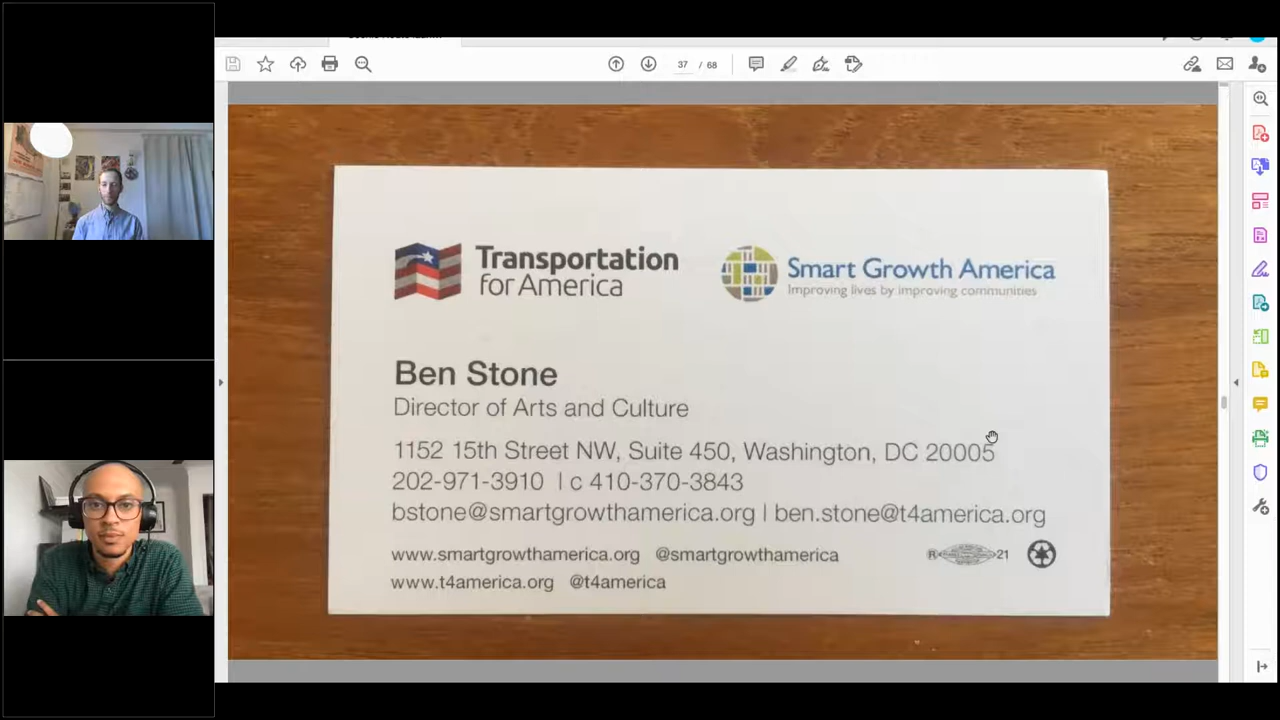 37 / 68
Transportation
for America
Smart Growth America
Improving lives by improving communities
Ben Stone
Director of Arts and Culture
1152 15th Street NW, Suite 450, Washington, DC 20005
202-971-3910 | c 410-370-3843
bstone@smartgrowthamerica.org | ben.stone@t4america.org
www.smartgrowthamerica.org @smartgrowthamerica
R 21
www.t4america.org @t4america